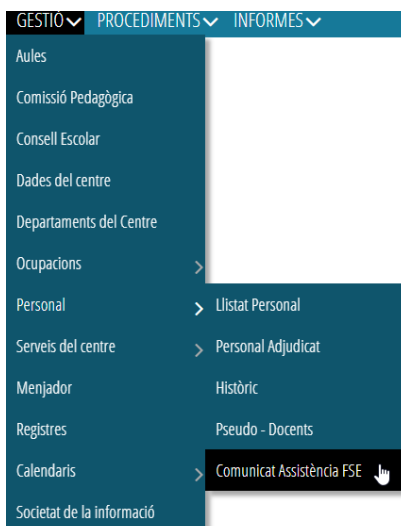 GESTIÓ PROCEDIMENTS INFORMES
Aules
Comissió Pedagògica
Consell Escolar
Dades del centre
Departaments del Centre
Ocupacions
Personal
Serveis del centre
Menjador
Registres
Calendaris
Societat de la informació
Llistat Personal
Personal Adjudicat
Històric
Pseudo - Docents
Comunicat Assistència FSE